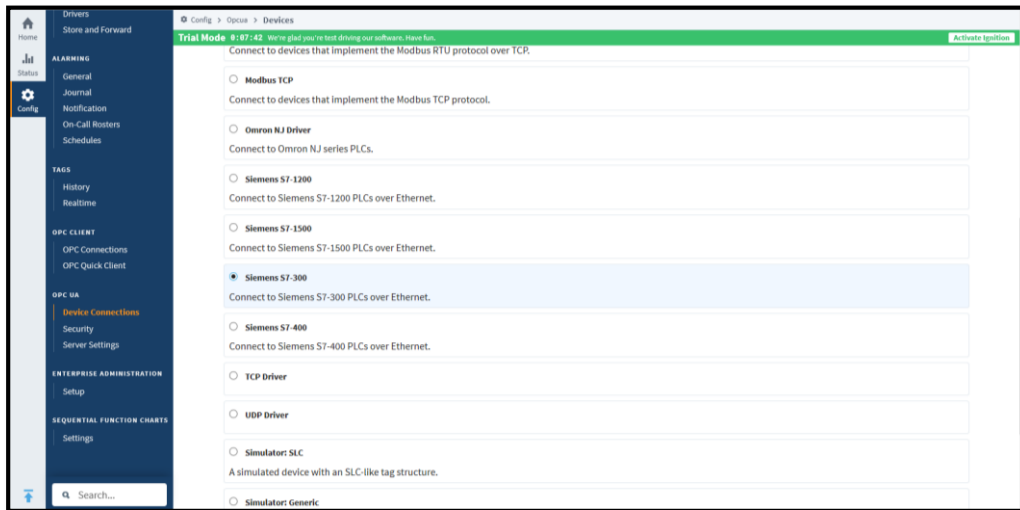 Home
Status
Config
Drivers
Store and Forward
ALARMING
General
Journal
Notification
On-Call Rosters
Schedules
TAGS
History
Realtime
OPC CLIENT
OPC Connections
OPC Quick Client
OPC UA
Device Connections
Security
Server Settings
ENTERPRISE ADMINISTRATION
Setup
SEQUENTIAL FUNCTION CHARTS
Settings
Search...
Config > Opcua > Devices
Trial Mode 0:07:42 We're glad you're test driving our software. Have fun. Activate Ignition
Connect to devices that implement the Modbus RTU protocol over TCP.
Modbus TCP
Connect to devices that implement the Modbus TCP protocol.
Omron NJ Driver
Connect to Omron NJ series PLCs.
Siemens S7-1200
Connect to Siemens S7-1200 PLCs over Ethernet.
Siemens S7-1500
Connect to Siemens S7-1500 PLCs over Ethernet.
Siemens S7-300
Connect to Siemens S7-300 PLCs over Ethernet.
Siemens S7-400
Connect to Siemens S7-400 PLCs over Ethernet.
TCP Driver
UDP Driver
Simulator: SLC
A simulated device with an SLC-like tag structure.
Simulator: Generic